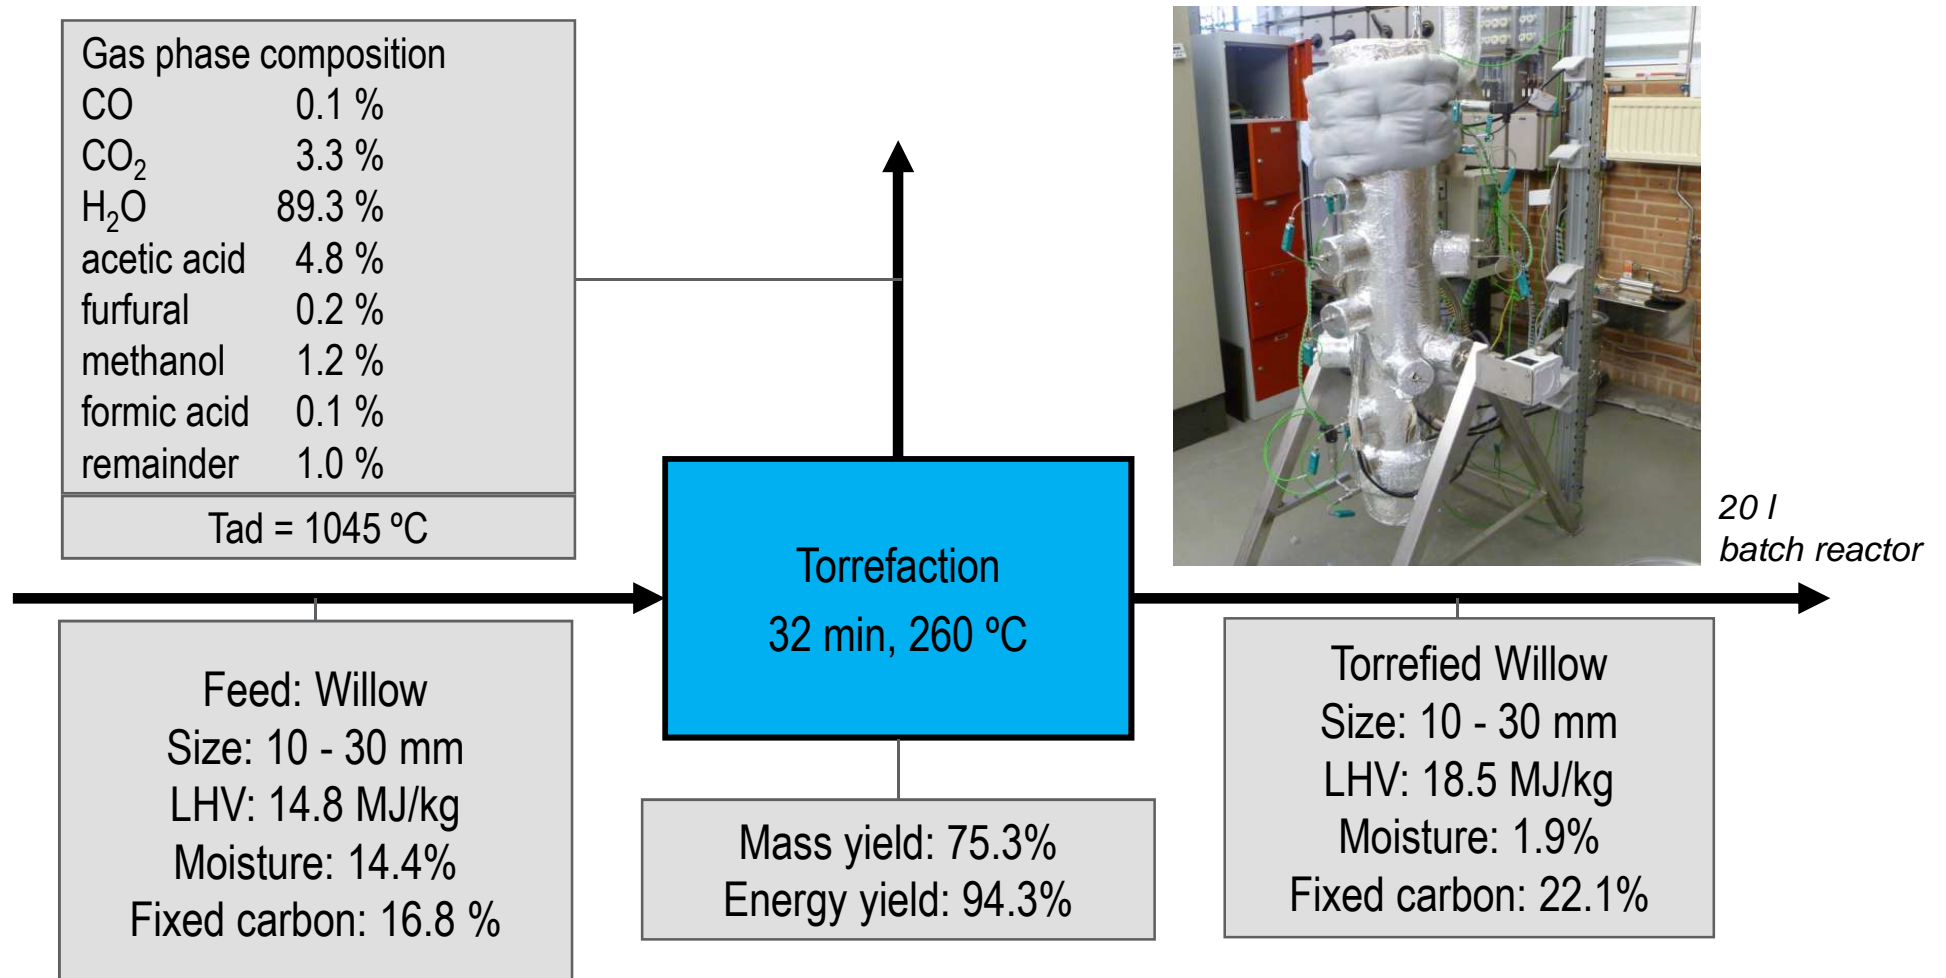 Gas phase composition
CO 0.1 %
CO₂ 3.3 %
H₂O 89.3 %
acetic acid 4.8 %
furfural 0.2 %
methanol 1.2 %
formic acid 0.1 %
remainder 1.0 %
Tad = 1045 ºC
20 l
batch reactor
Torrefaction
32 min, 260 ºC
Feed: Willow
Size: 10 - 30 mm
LHV: 14.8 MJ/kg
Moisture: 14.4%
Fixed carbon: 16.8 %
Mass yield: 75.3%
Energy yield: 94.3%
Torrefied Willow
Size: 10 - 30 mm
LHV: 18.5 MJ/kg
Moisture: 1.9%
Fixed carbon: 22.1%